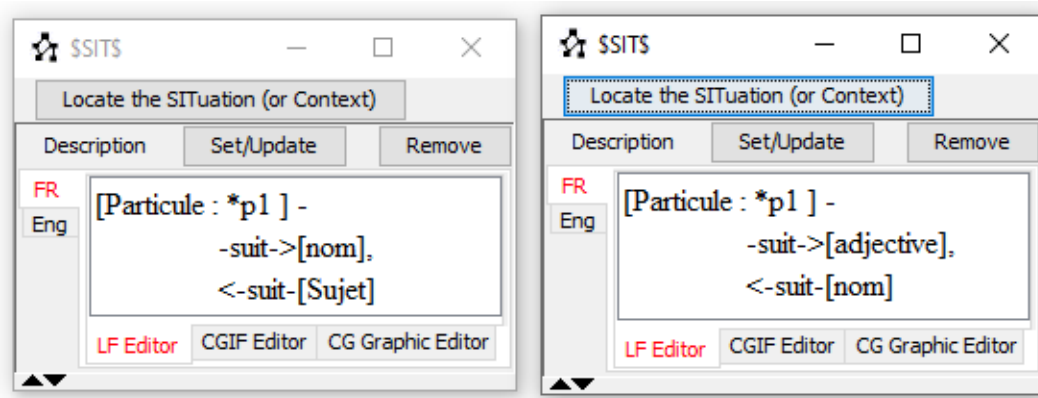 $SIT$
Locate the SITuation (or Context)
Description Set/Update Remove
FR
Eng
[Particule : *p1 ] -
-suit->[nom],
<-suit-[Sujet]
LF Editor CGIF Editor CG Graphic Editor
$SIT$
Locate the SITuation (or Context)
Description Set/Update Remove
FR
Eng
[Particule : *p1 ] -
-suit->[adjective],
<-suit-[nom]
LF Editor CGIF Editor CG Graphic Editor